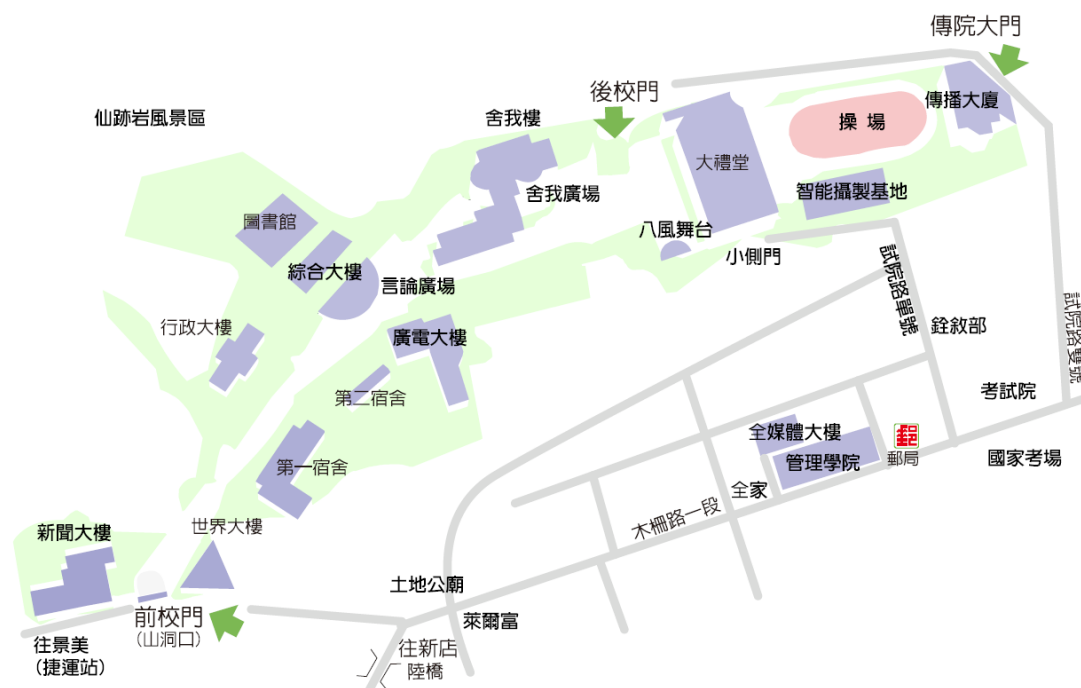 傳院大門
後校門
傳播大廈
仙跡岩風景區
舍我樓
操 場
大禮堂
舍我廣場
智能攝製基地
圖書館
八風舞台
小側門
綜合大樓
言論廣場
試院路單號
試院路雙號
行政大樓
廣電大樓
銓敘部
第二宿舍
考試院
全媒體大樓
郵
管理學院
郵局
國家考場
第一宿舍
全家
木柵路一段
世界大樓
新聞大樓
土地公廟
前校門
(山洞口)
萊爾富
往景美
(捷運站)
往新店
陸橋